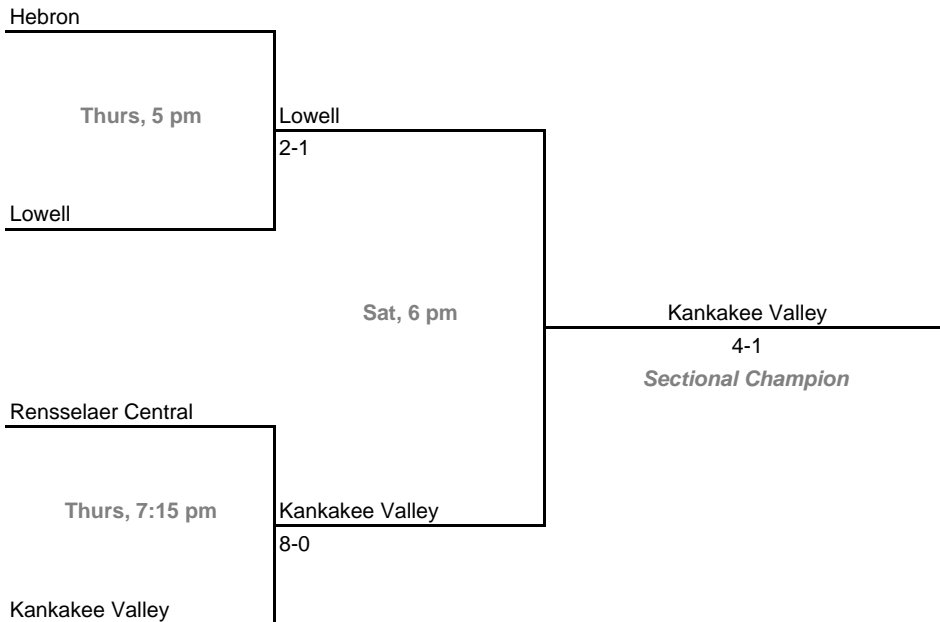 Hebron
Thurs, 5 pm
Lowell
2-1
Lowell
Sat, 6 pm
Kankakee Valley
4-1
Sectional Champion
Rensselaer Central
Thurs, 7:15 pm
Kankakee Valley
8-0
Kankakee Valley